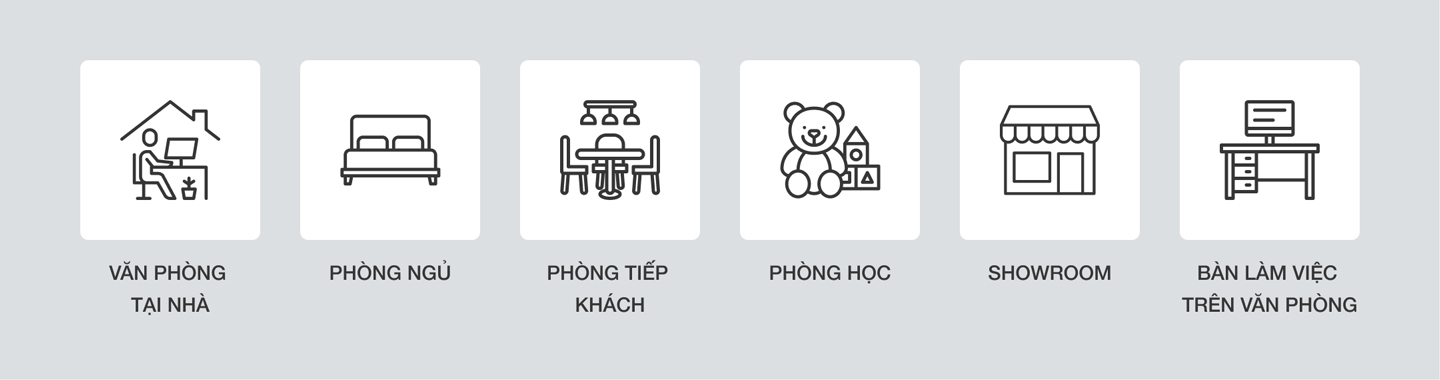 VĂN PHÒNG
TẠI NHÀ
PHÒNG NGỦ
PHÒNG TIẾP
KHÁCH
PHÒNG HỌC
SHOWROOM
BÀN LÀM VIỆC
TRÊN VĂN PHÒNG